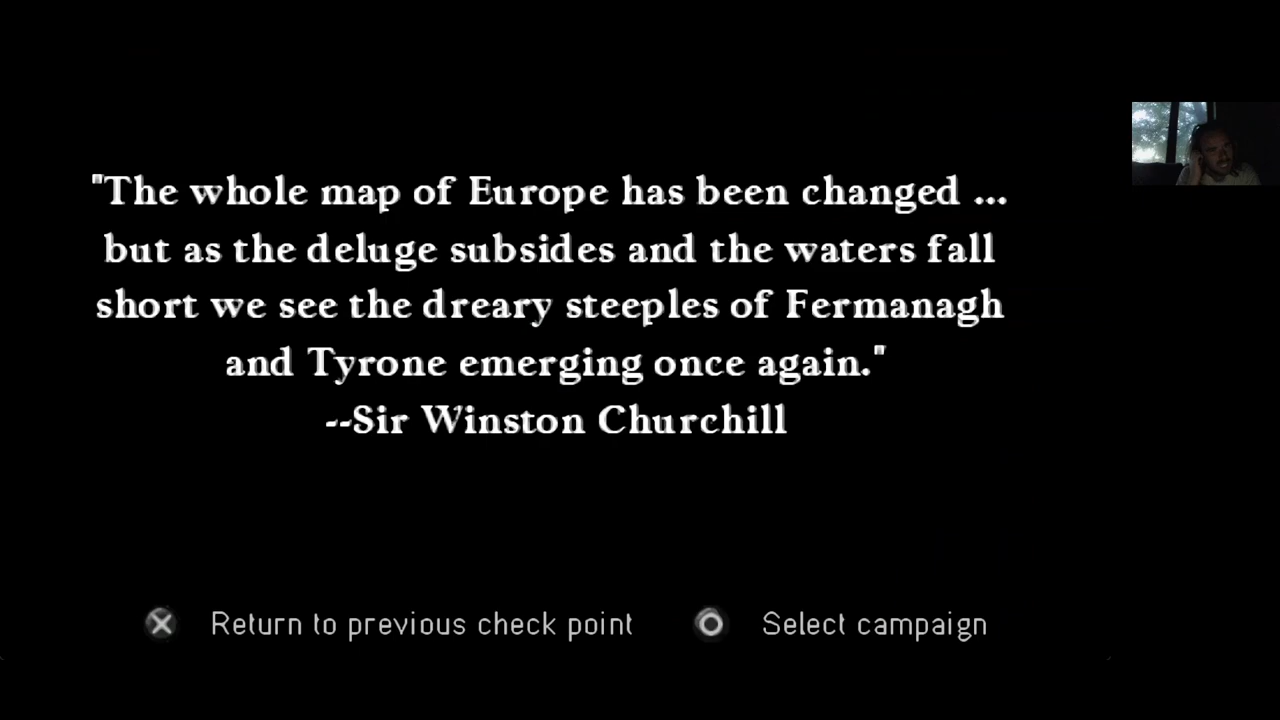 "The whole map of Europe has been changed ...
but as the deluge subsides and the waters fall
short we see the dreary steeples of Fermanagh
and Tyrone emerging once again."
--Sir Winston Churchill
Return to previous check point
Select campaign